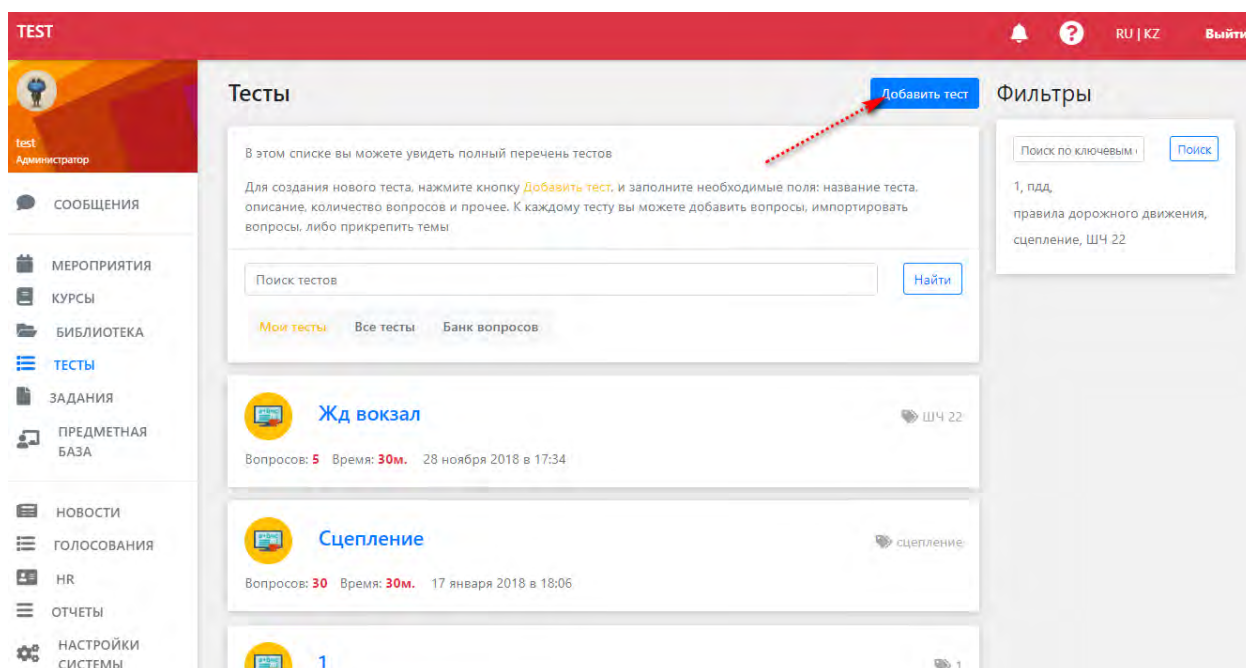 TEST
?
RU | KZ
Выйти
test
Администратор
СООБЩЕНИЯ
МЕРОПРИЯТИЯ
КУРСЫ
БИБЛИОТЕКА
ТЕСТЫ
ЗАДАНИЯ
ПРЕДМЕТНАЯ
БАЗА
НОВОСТИ
ГОЛОСОВАНИЯ
HR
ОТЧЕТЫ
НАСТРОЙКИ
СИСТЕМЫ
Тесты
Добавить тест
В этом списке вы можете увидеть полный перечень тестов
Для создания нового теста, нажмите кнопку Добавить тест, и заполните необходимые поля: название теста,
описание, количество вопросов и прочее. К каждому тесту вы можете добавить вопросы, импортировать
вопросы, либо прикрепить темы
Поиск тестов
Найти
Мои тесты Все тесты Банк вопросов
Жд вокзал
ШЧ 22
Вопросов: 5 Время: 30м. 28 ноября 2018 в 17:34
Сцепление
сцепление
Вопросов: 30 Время: 30м. 17 января 2018 в 18:06
1
1
Фильтры
Поиск по ключевым
Поиск
1, пдд,
правила дорожного движения,
сцепление, ШЧ 22